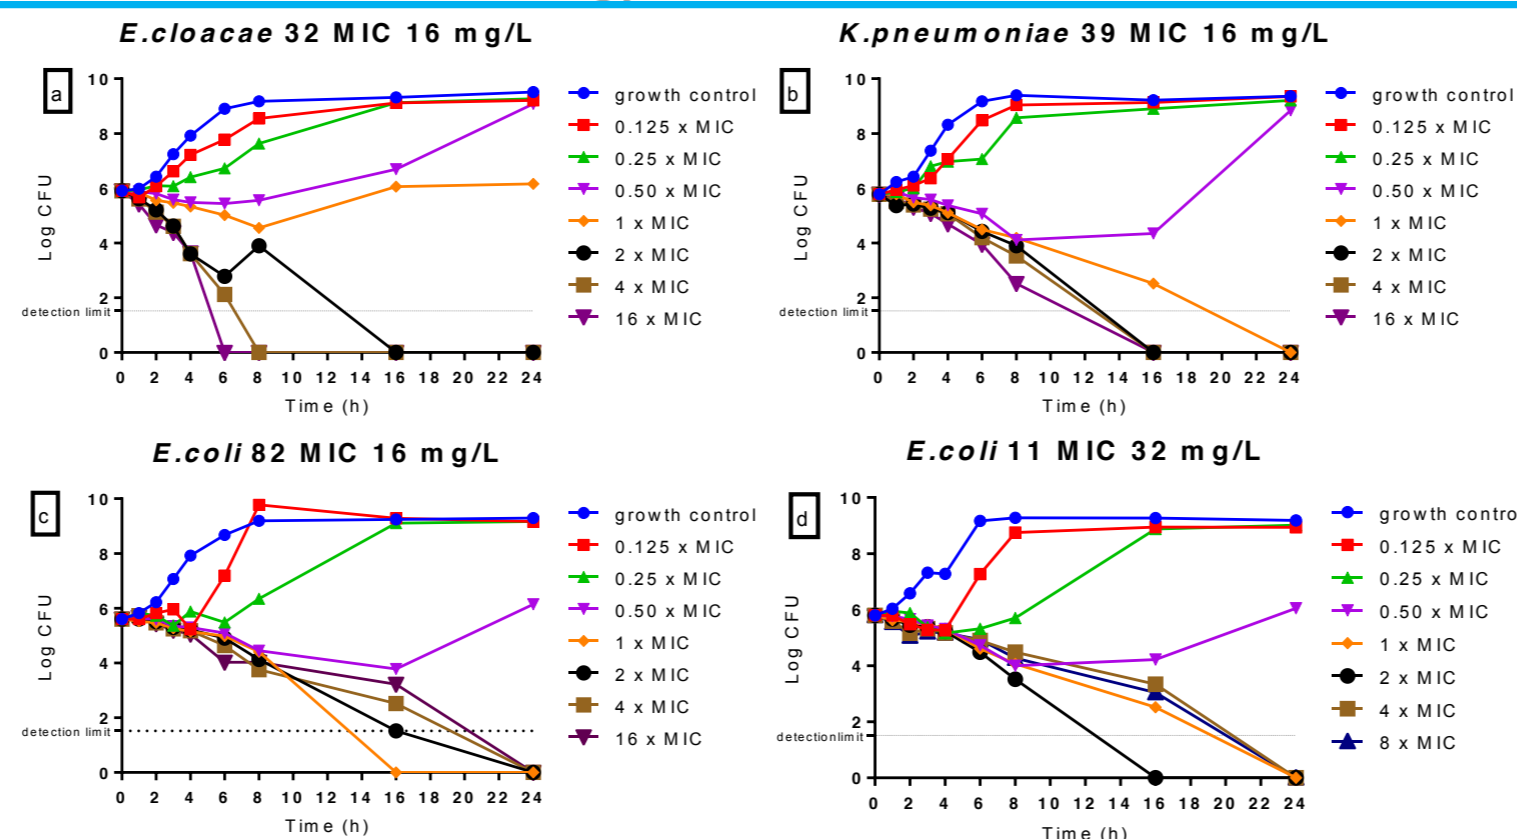 E.cloacae 32 MIC 16 mg/L
a
10
8
6
4
2
0
Log CFU
detection limit
0 2 4 6 8 10 12 14 16 18 20 22 24
Time (h)
growth control
0.125 x MIC
0.25 x MIC
0.50 x MIC
1 x MIC
2 x MIC
4 x MIC
16 x MIC
K.pneumoniae 39 MIC 16 mg/L
b
10
8
6
4
2
0
Log CFU
detection limit
0 2 4 6 8 10 12 14 16 18 20 22 24
Time (h)
growth control
0.125 x MIC
0.25 x MIC
0.50 x MIC
1 x MIC
2 x MIC
4 x MIC
16 x MIC
E.coli 82 MIC 16 mg/L
c
10
8
6
4
2
0
Log CFU
detection limit
0 2 4 6 8 10 12 14 16 18 20 22 24
Time (h)
growth control
0.125 x MIC
0.25 x MIC
0.50 x MIC
1 x MIC
2 x MIC
4 x MIC
16 x MIC
E.coli 11 MIC 32 mg/L
d
10
8
6
4
2
0
Log CFU
detection limit
0 2 4 6 8 10 12 14 16 18 20 22 24
Time (h)
growth contro
0.125 x MIC
0.25 x MIC
0.50 x MIC
1 x MIC
2 x MIC
4 x MIC
8 x MIC